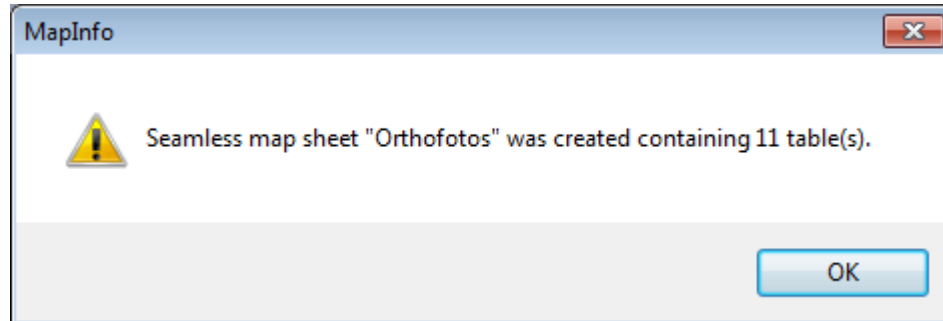 MapInfo
Seamless map sheet "Orthofotos" was created containing 11 table(s).
OK